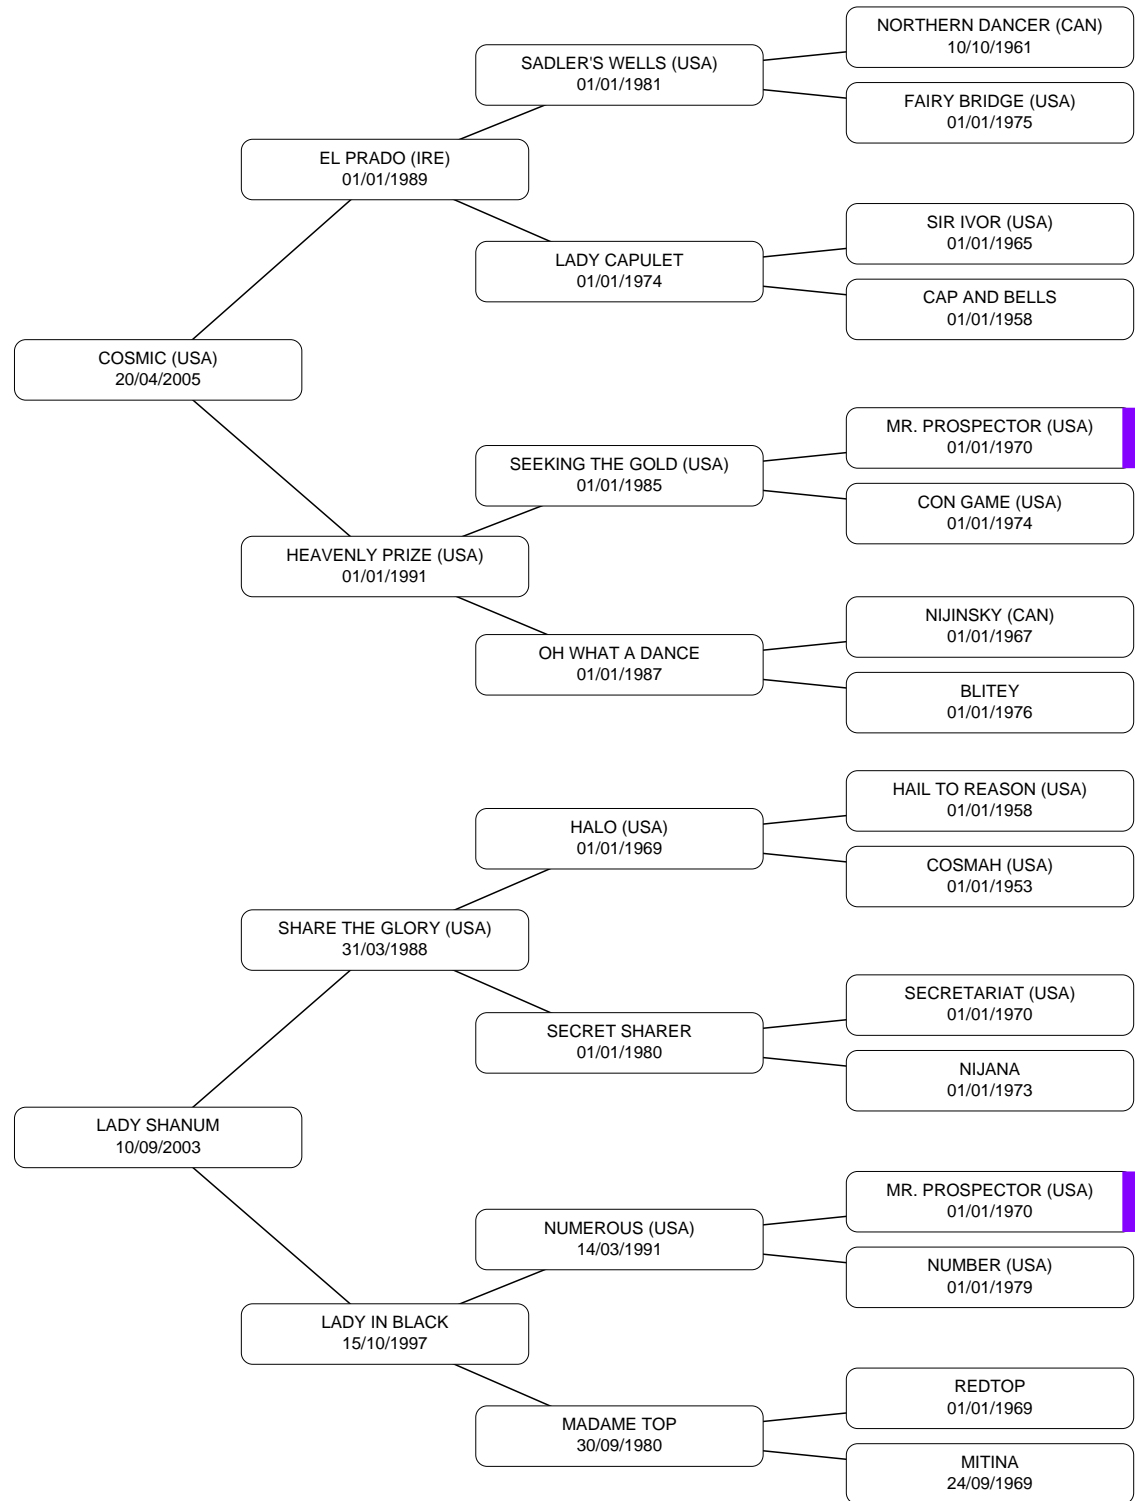 NORTHERN DANCER (CAN)
10/10/1961
SADLER'S WELLS (USA)
01/01/1981
FAIRY BRIDGE (USA)
01/01/1975
EL PRADO (IRE)
01/01/1989
SIR IVOR (USA)
01/01/1965
LADY CAPULET
01/01/1974
CAP AND BELLS
01/01/1958
COSMIC (USA)
20/04/2005
MR. PROSPECTOR (USA)
01/01/1970
SEEKING THE GOLD (USA)
01/01/1985
CON GAME (USA)
01/01/1974
HEAVENLY PRIZE (USA)
01/01/1991
NIJINSKY (CAN)
01/01/1967
OH WHAT A DANCE
01/01/1987
BLITEY
01/01/1976
HAIL TO REASON (USA)
01/01/1958
HALO (USA)
01/01/1969
COSMAH (USA)
01/01/1953
SHARE THE GLORY (USA)
31/03/1988
SECRETARIAT (USA)
01/01/1970
SECRET SHARER
01/01/1980
NIJANA
01/01/1973
LADY SHANUM
10/09/2003
MR. PROSPECTOR (USA)
01/01/1970
NUMEROUS (USA)
14/03/1991
NUMBER (USA)
01/01/1979
LADY IN BLACK
15/10/1997
REDTOP
01/01/1969
MADAME TOP
30/09/1980
MITINA
24/09/1969